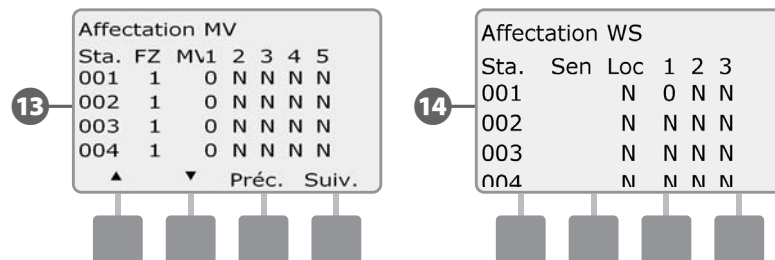 13
Affectation MV
Sta. FZ MV1 2 3 4 5
001 1 0 N N N N
002 1 0 N N N N
003 1 0 N N N N
004 1 0 N N N N
▲ ▼ Préc. Suiv.
14
Affectation WS
Sta. Sen Loc 1 2 3
001 N 0 N N
002 N N N N
003 N N N N
004 N N N N